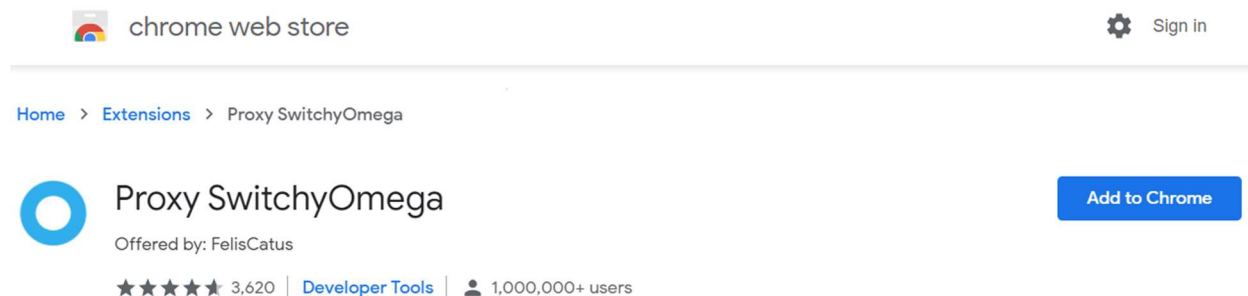 chrome web store
Sign in
Home > Extensions > Proxy SwitchyOmega
Proxy SwitchyOmega
Add to Chrome
Offered by: FelisCatus
3,620 | Developer Tools | 1,000,000+ users